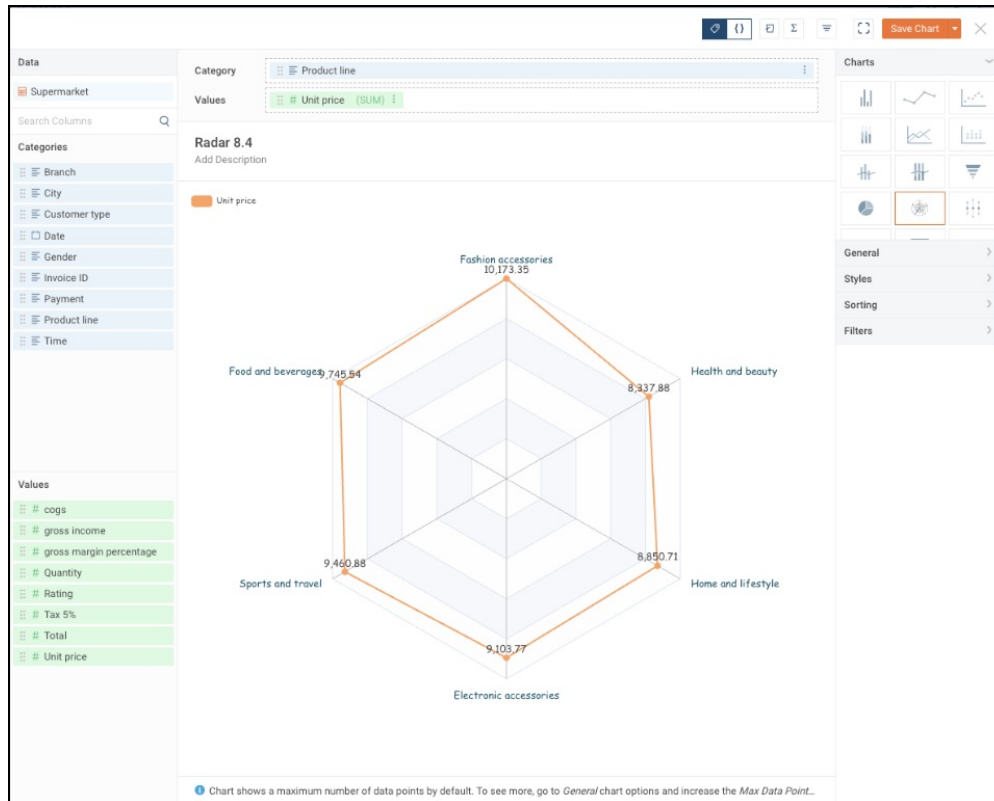 {}
Σ
Save Chart
Data
Supermarket
Search Columns
Categories
Branch
City
Customer type
Date
Gender
Invoice ID
Payment
Product line
Time
Values
# cogs
# gross income
# gross margin percentage
# Quantity
# Rating
# Tax 5%
# Total
# Unit price
Category
Product line
Values
# Unit price (SUM)
Radar 8.4
Add Description
Unit price
Fashion accessories
10,173.35
Food and beverages
9,745.54
Health and beauty
8,337.88
Sports and travel
9,460.88
Home and lifestyle
8,850.71
9,103.77
Electronic accessories
Chart shows a maximum number of data points by default. To see more, go to General chart options and increase the Max Data Point...
Charts
General
Styles
Sorting
Filters